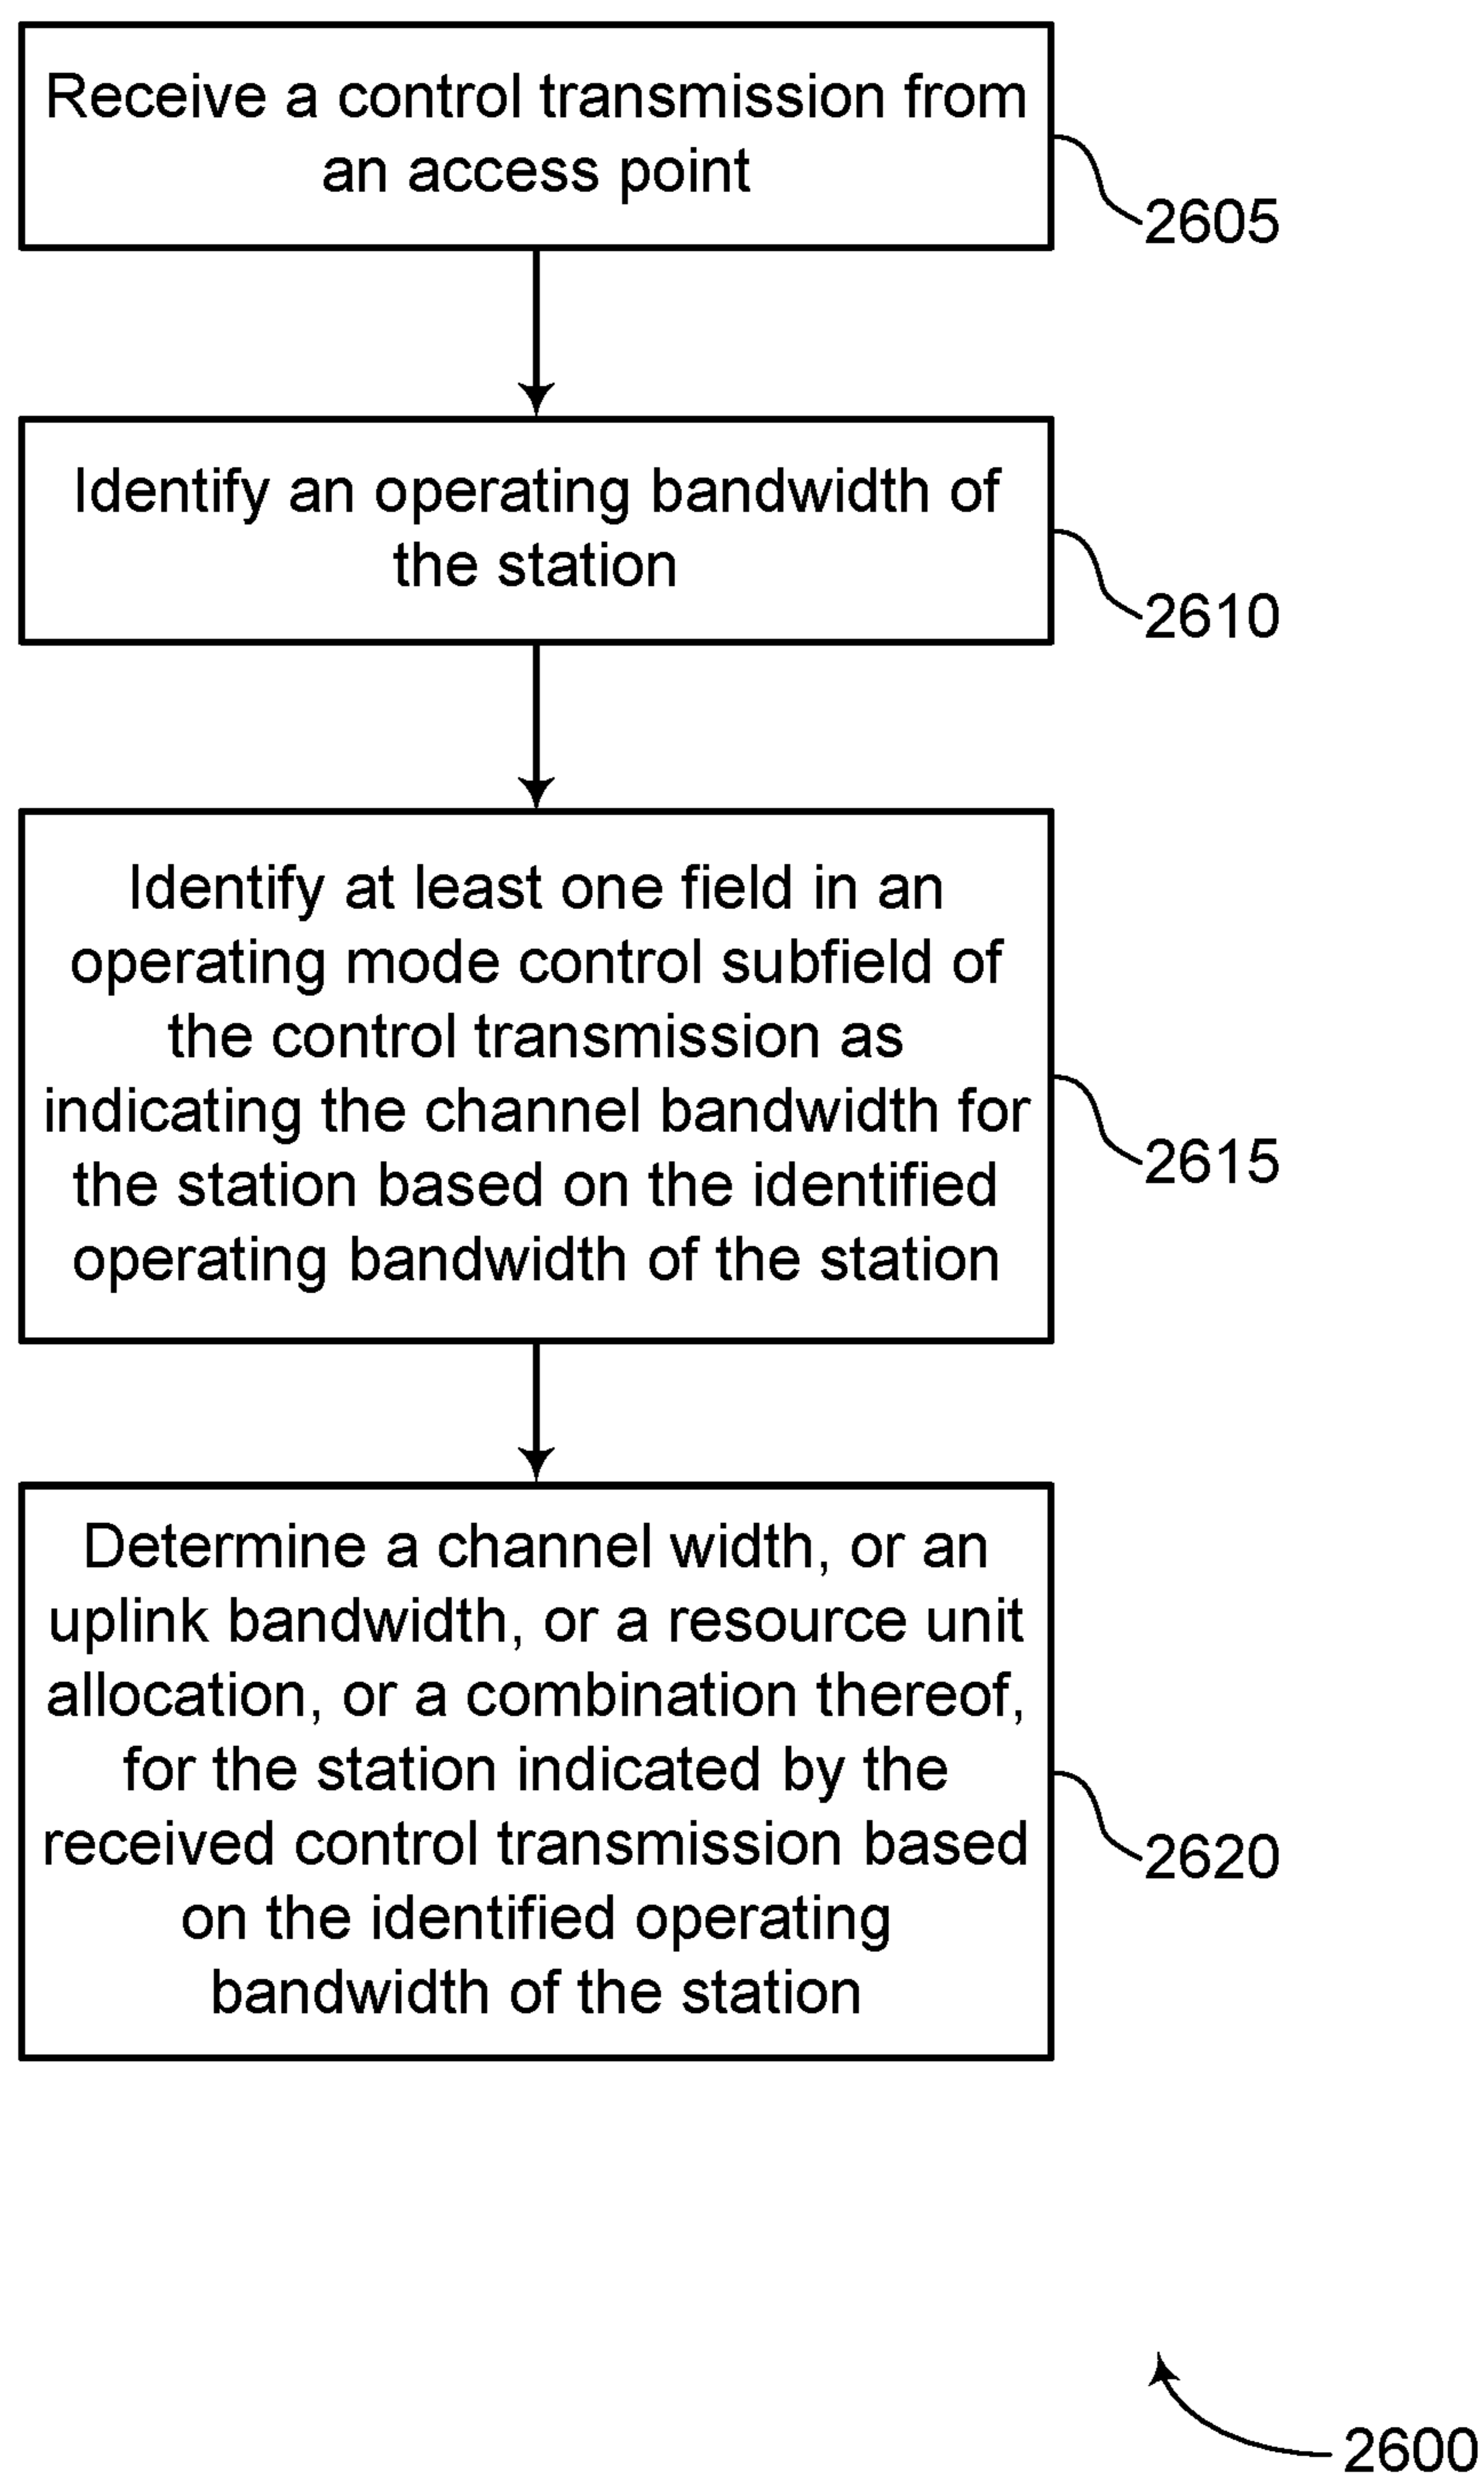 Receive a control transmission from
an access point
2605
Identify an operating bandwidth of
the station
2610
Identify at least one field in an
operating mode control subfield of
the control transmission as
indicating the channel bandwidth for
the station based on the identified
operating bandwidth of the station
2615
Determine a channel width, or an
uplink bandwidth, or a resource unit
allocation, or a combination thereof,
for the station indicated by the
received control transmission based
on the identified operating
bandwidth of the station
2620
2600